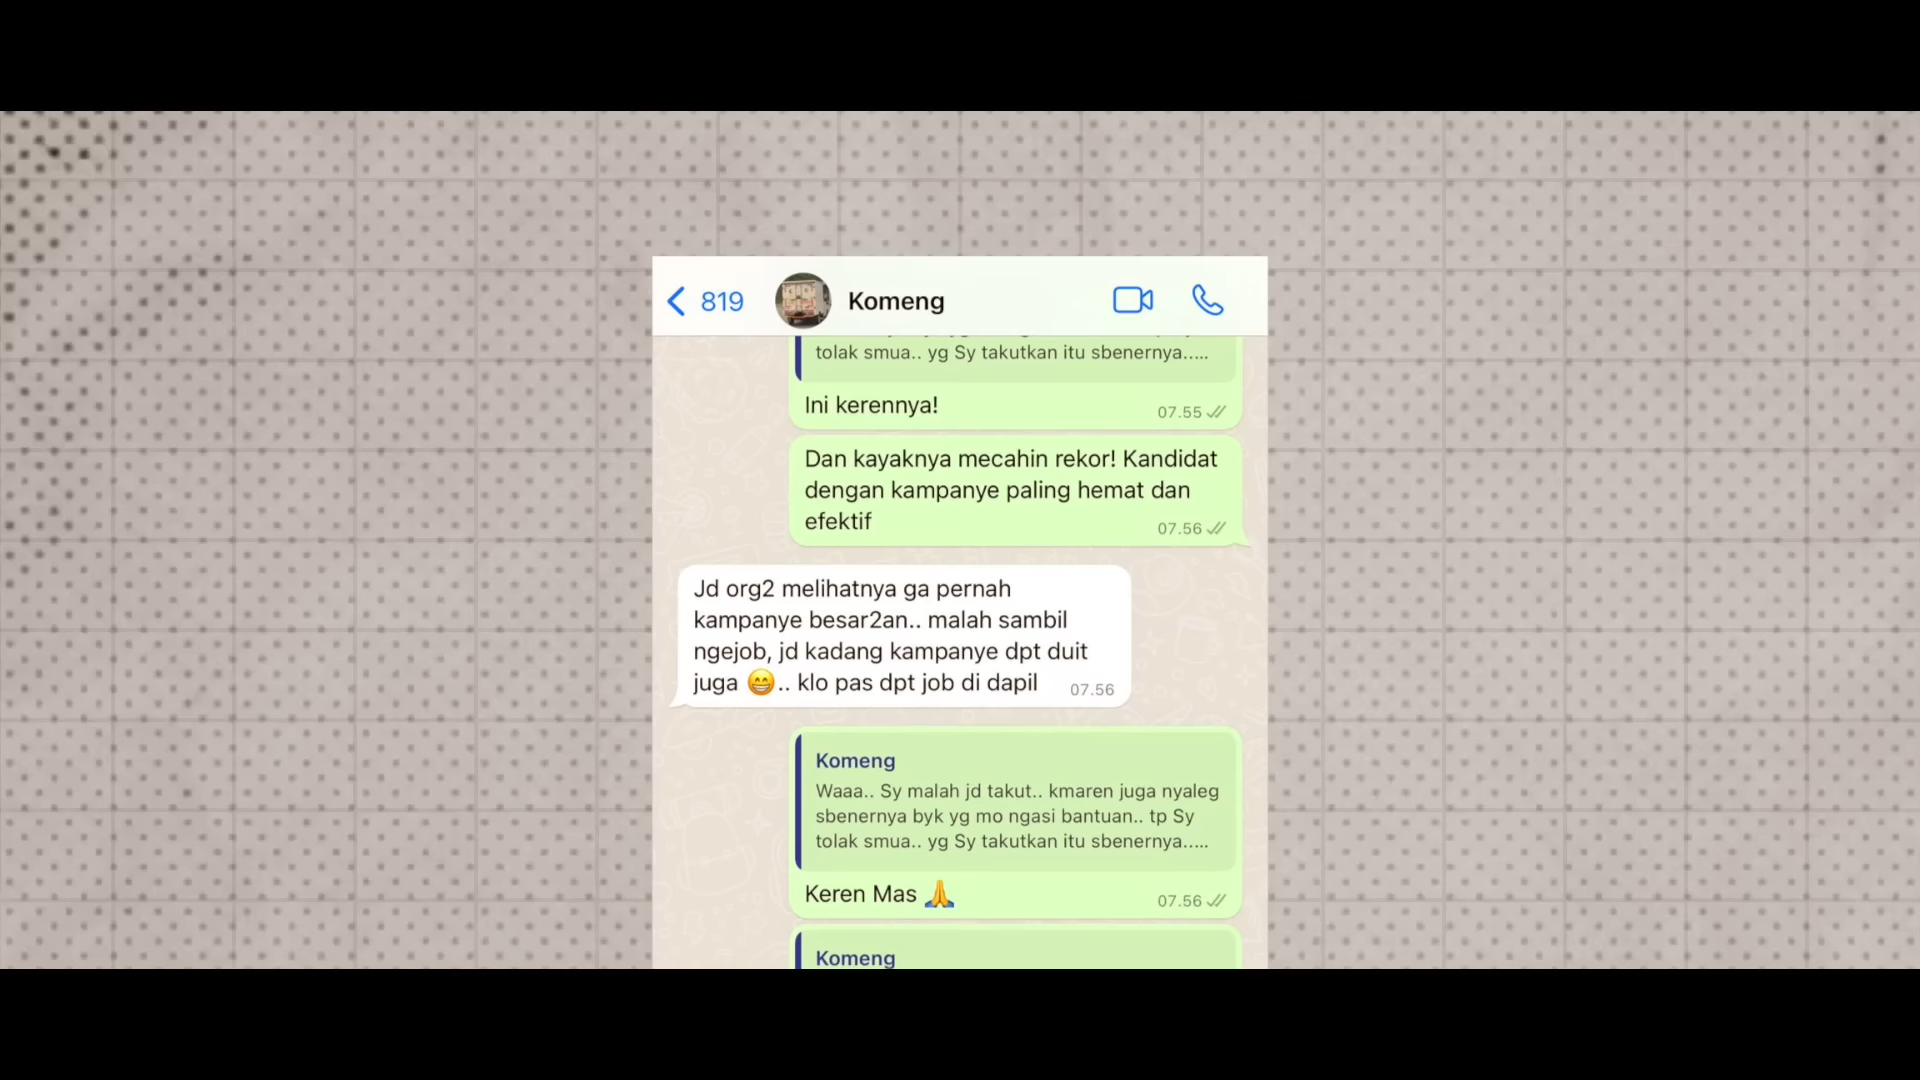 819
Komeng
tolak smua.. yg Sy takutkan itu sbenernya.....
Ini kerennya!
07.55
Dan kayaknya mecahin rekor! Kandidat
dengan kampanye paling hemat dan
efektif
07.56
Jd org2 melihatnya ga pernah
kampanye besar2an.. malah sambil
ngejob, jd kadang kampanye dpt duit
juga 😁.. klo pas dpt job di dapil
07.56
Komeng
Waaa.. Sy malah jd takut.. kmaren juga nyaleg
sbenernya byk yg mo ngasi bantuan.. tp Sy
tolak smua.. yg Sy takutkan itu sbenernya.....
Keren Mas 🙏
07.56
Komeng